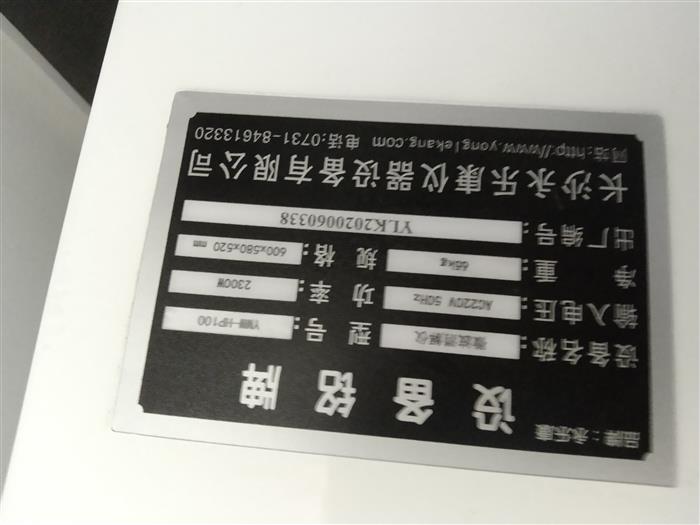 品牌:永乐康
设备铭牌
设备名称: 微波消解仪 型号: YMW-HP100
输入电压: AC220V 50Hz 功率: 2300W
净重: 66kg 规格: 600x580x520 mm
出厂编号: YLK2020060338
长沙永乐康仪器设备有限公司
网站:http://www.yonglekang.com 电话:0731-84613320